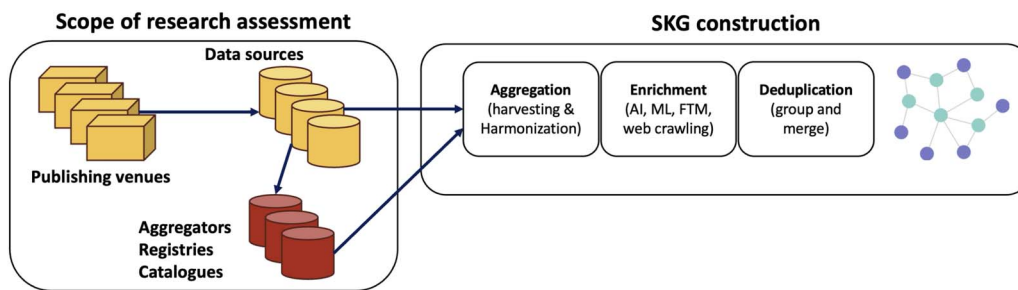 Scope of research assessment
Data sources
Publishing venues
Aggregators
Registries
Catalogues
SKG construction
Aggregation
(harvesting &
Harmonization)
Enrichment
(AI, ML, FTM,
web crawling)
Deduplication
(group and
merge)